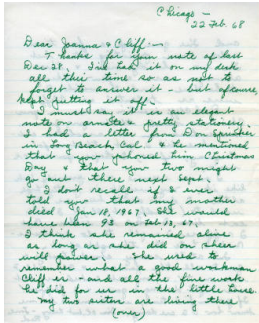 Chicago -
22 Feb. 68
Dear Joanna & Cliff: -
Thanks for your note of last
Dec 28. I've had it on my desk
all this time so as not to
forget to answer it - but of course,
kept putting it off.
I must say it is an elegant
note on ornate & pretty stationery.
I had a letter from Don
in Long Beach, Cal. & he mentioned
that you phoned him Christmas
Day & that you two might
go out there next Sept.
I don't recall if I ever
told you that my mother
died Jan 18, 1967. She would
have been 93 on Feb 13, 67.
I think she remained alive
as long as she did on sheer
will power. She used to
remember what a good workman
Cliff is - and all the fine work
he did for us in the little house.
My two sisters are living there
(over)